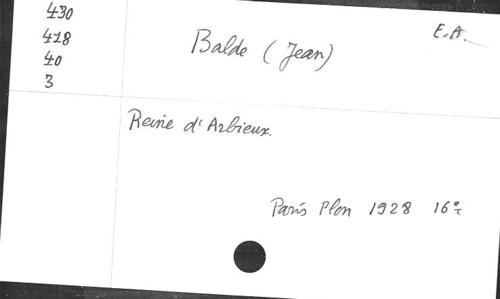 430
418
40
3
E.A.
Balde (Jean)
Reine d'Arbieux.
Paris Plon 1928 16°